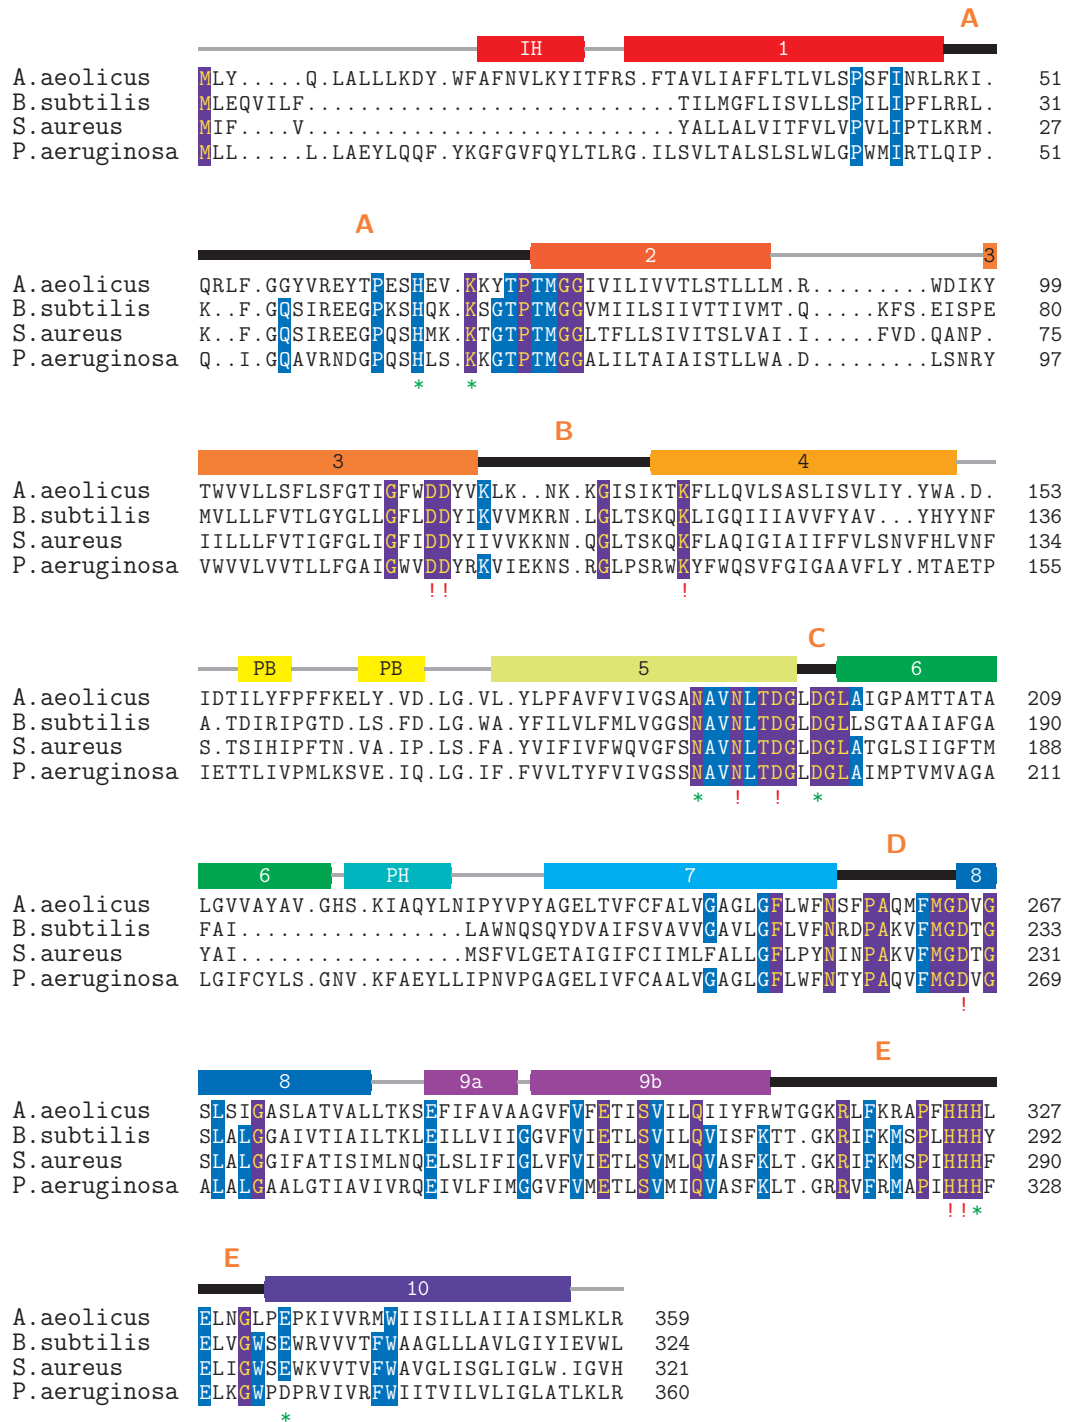 A
IH 1
A.aeolicus MLY.....Q.LALLLKDY.WFAFNVLKYITFRS.FTAVLIAFFLTLVLSPSFINRLRKI. 51
B.subtilis MLEQVILF............................TILMGFLISVLLSPILIPFLRRL. 31
S.aureus MIF....V............................YALLALVITFVLVPVLIPTLKRM. 27
P.aeruginosa MLL.....L.LAEYLQQF.YKGFGVFQYLTLRG.ILSVLTALSLSLWLGPWMIRTLQIP. 51
A
2 3
A.aeolicus QRLF.GGYVREYTPESHEV.KKYTPTMGGIVILIVVTLSTLLLM.R.........WDIKY 99
B.subtilis K..F.GQSIREEGPKSHQK.KSGTPTMGGVMIILSIIVTTIVMT.Q.....KFS.EISPE 80
S.aureus K..F.GQSIREEGPQSHMK.KTGTPTMGGLTFLLSIVITSLVAI.I.....FVD.QANP. 75
P.aeruginosa Q..I.GQAVRNDGPQSHLS.KKGTPTMGGALILTAIAISTLLWA.D.........LSNRY 97
* *
B
3 4
A.aeolicus TWVVLLSFLSFGTIGFWDDYVKLK..NK.KGISIKTKFLLQVLSASLISVLIY.YWA.D. 153
B.subtilis MVLLLFVTLGYGLLGFLDDYIKVVMKRN.LGLTSKQKLIGQIIIAVVFYAV...YHYYNF 136
S.aureus IILLLFVTIGFGLIGFIDDYIIVVKKNN.QGLTSKQKFLAQIGIAIIFFVLSNVFHLVNF 134
P.aeruginosa VWVVLVVTLLFGAIGWVDDYRKVIEKNS.RGLPSRWKYFWQSVFGIGAAVFLY.MTAETP 155
!! !
C
PB PB 5 6
A.aeolicus IDTILYFPFFKELY.VD.LG.VL.YLPFAVFVIVGSANAVNLTDGLDGLAIGPAMTTATA 209
B.subtilis A.TDIRIPGTD.LS.FD.LG.WA.YFILVLFMLVGGSNAVNLTDGLDGLLSGTAAIAFGA 190
S.aureus S.TSIHIPFTN.VA.IP.LS.FA.YVIFIVFWQVGFSNAVNLTDGLDGLATGLSIIGFTM 188
P.aeruginosa IETTLIVPMLKSVE.IQ.LG.IF.FVVLTYFVIVGSSNAVNLTDGLDGLAIMPTVMVAGA 211
* ! ! *
D
6 PH 7 8
A.aeolicus LGVVAYAV.GHS.KIAQYLNIPYVPYAGELTVFCFALVGAGLGFLWFNSFPAQMFMGDVG 267
B.subtilis FAI.................LAWNQSQYDVAIFSVAVVGAVLGFLVFNRDPAKVFMGDTG 233
S.aureus YAI.................MSFVLGETAIGIFCIIMLFALLGFLPYNINPAKVFMGDTG 231
P.aeruginosa LGIFCYLS.GNV.KFAEYLLIPNVPGAGELIVFCAALVGAGLGFLWFNTYPAQVFMGDVG 269
!
E
8 9a 9b
A.aeolicus SLSIGASLATVALLTKSEFIFAVAAGVFVFETISVILQIIYFRWTGGKRLFKRAPFHHHL 327
B.subtilis SLALGGAIVTIAILTKLEILLVIIGGVFVIETLSVILQVISFKTT.GKRIFKMSPLHHHY 292
S.aureus SLALGGIFATISIMLNQELSLIFIGLVFVIETLSVMLQVASFKLT.GKRIFKMSPIHHHF 290
P.aeruginosa ALALGAALGTIAVIVRQEIVLFIMGGVFVMETLSVMIQVASFKLT.GRRVFRMAPIHHHF 328
!!*
E
10
A.aeolicus ELNGLPEPKIVVRMWIISILLAIIAISMLKLR 359
B.subtilis ELVGWSEWRVVVTFWAAGLLLAVLGIYIEVWL 324
S.aureus ELIGWSEWKVVTVFWAVGLISGLIGLW.IGVH 321
P.aeruginosa ELKGWPDPRVIVRFWIITVILVLIGLATLKLR 360
*